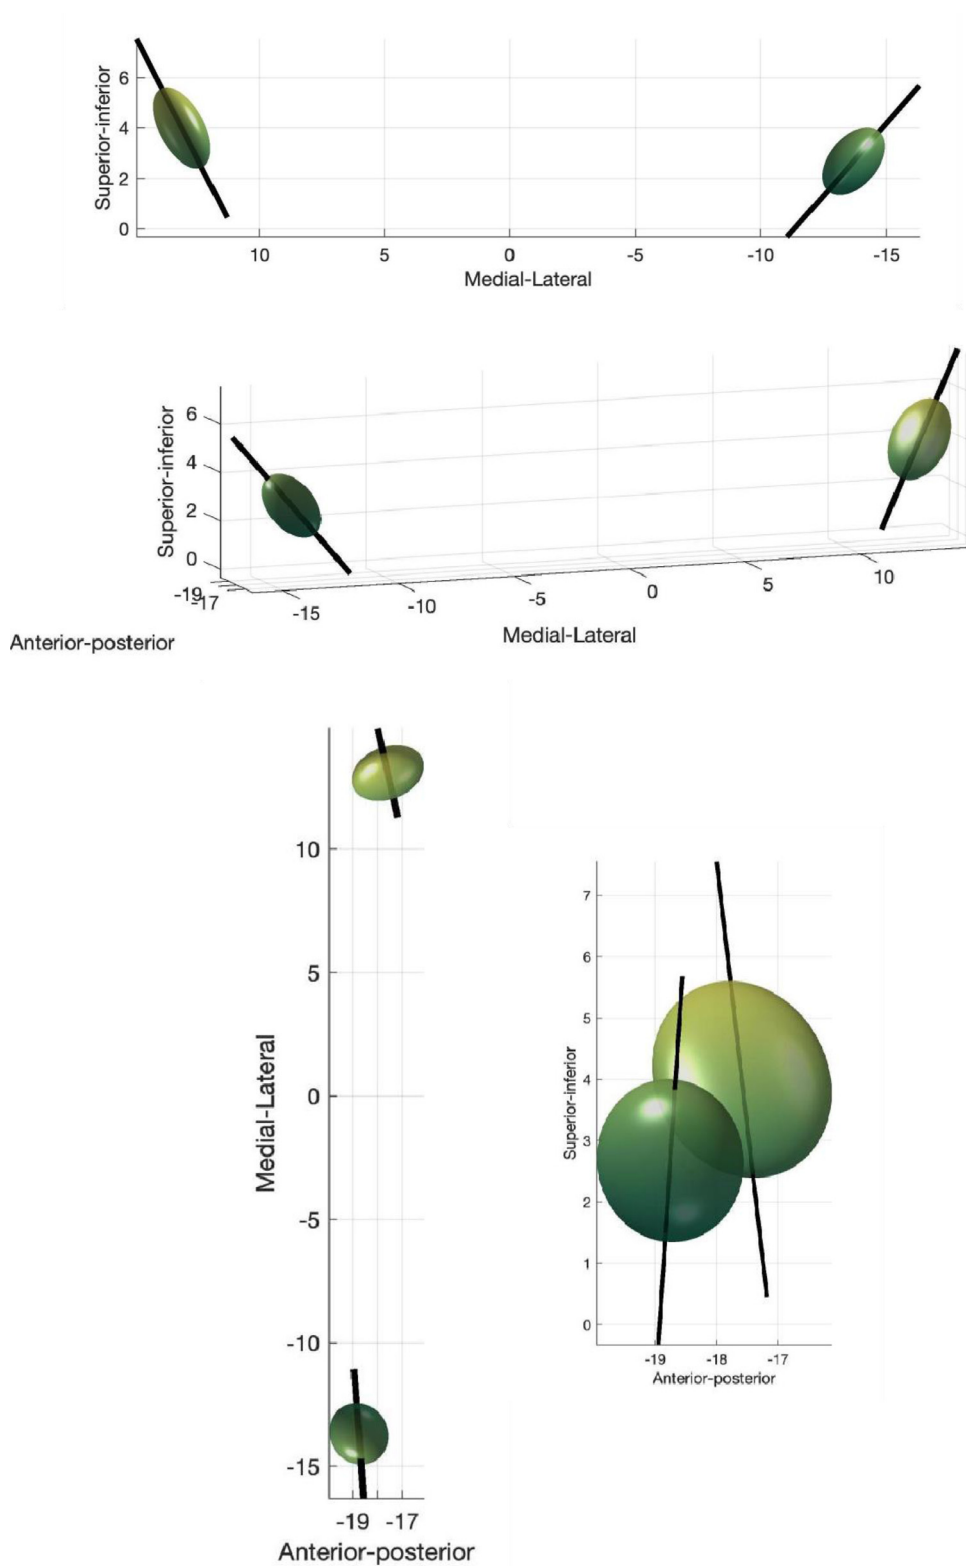 Superior-inferior
6
4
2
0
10 5 0 -5 -10 -15
Medial-Lateral
Superior-inferior
6
4
2
0
-19
-17
-15 -10 -5 0 5 10
Anterior-posterior
Medial-Lateral
Medial-Lateral
10
5
0
-5
-10
-15
-19 -17
Anterior-posterior
Superior-inferior
7
6
5
4
3
2
1
0
-19 -18 -17
Anterior-posterior